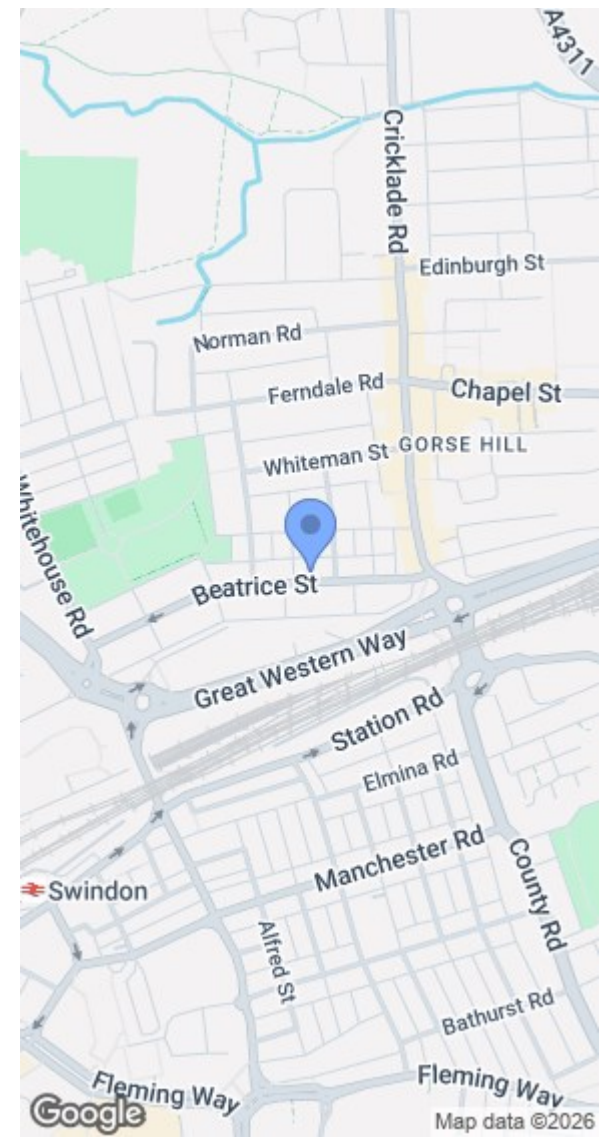 A4311
Cricklade Rd
Edinburgh St
Norman Rd
Ferndale Rd
Chapel St
Whiteman St
GORSE HILL
Whitehouse Rd
Beatrice St
Great Western Way
Station Rd
Elmina Rd
Manchester Rd
County Rd
Swindon
Alfred St
Bathurst Rd
Fleming Way
Fleming Way
Google
Map data ©2026